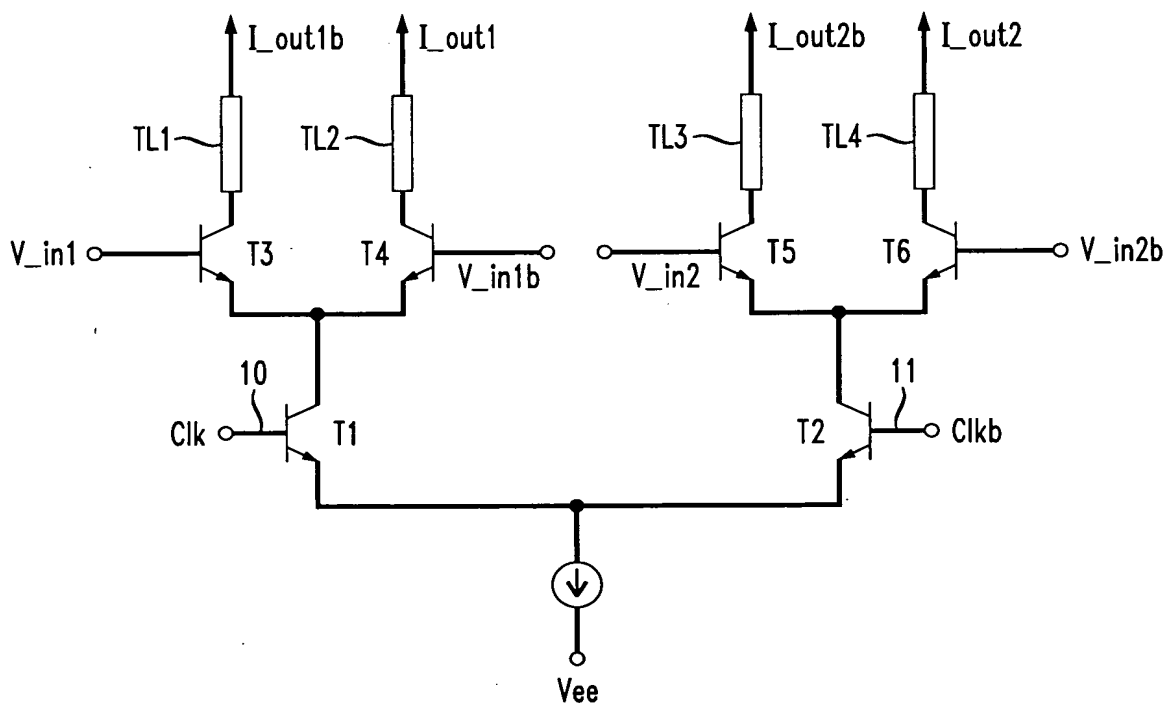 I_out1b
I_out1
I_out2b
I_out2
TL1
TL2
TL3
TL4
V_in1
T3
T4
V_in1b
V_in2
T5
T6
V_in2b
10
11
Clk
T1
T2
Clkb
Vee